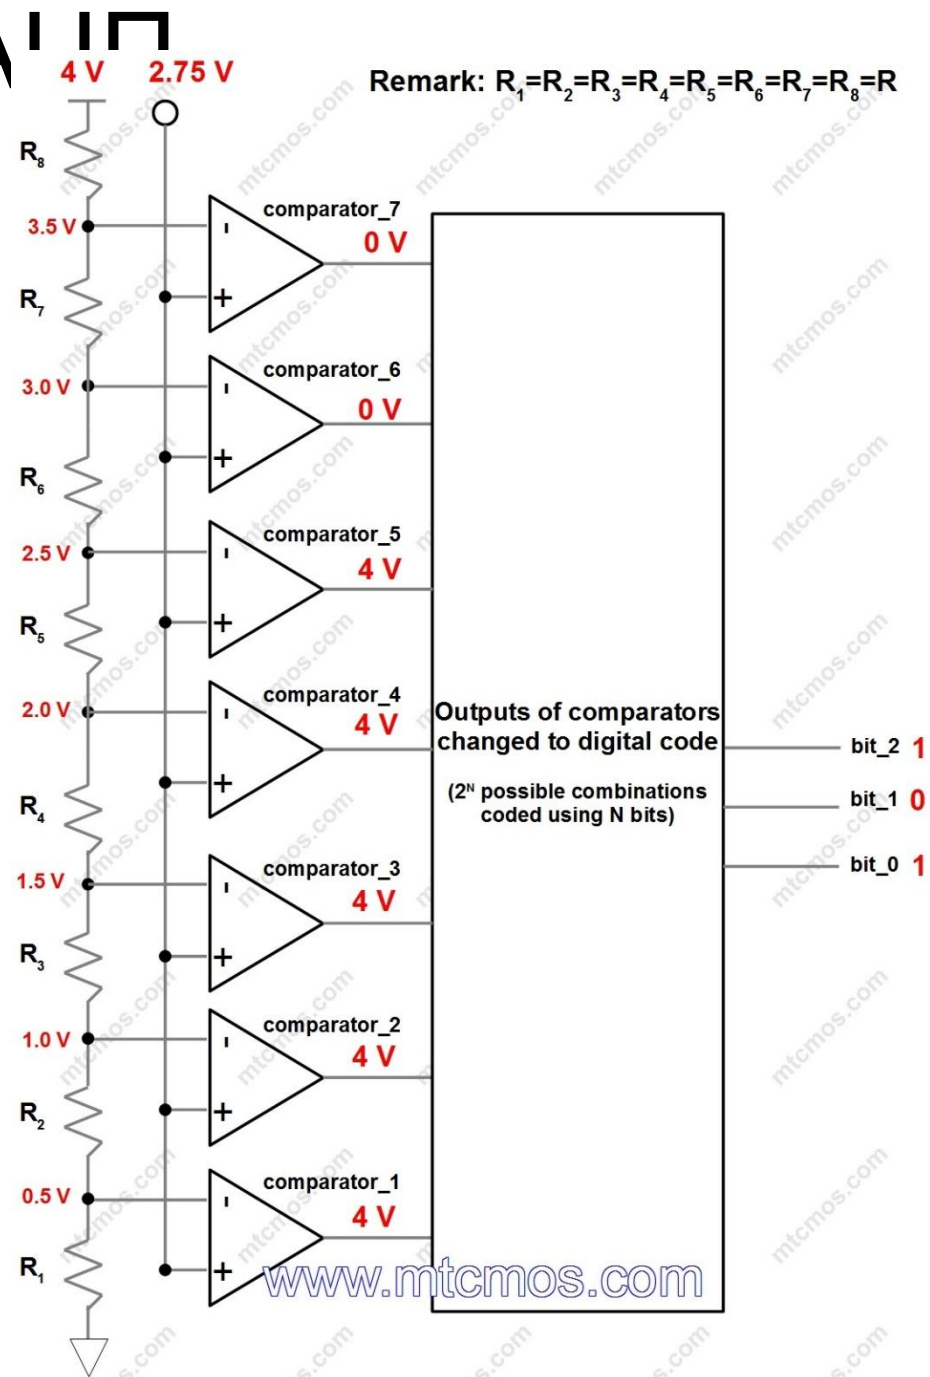 4 V 2.75 V
Remark: R1=R2=R3=R4=R5=R6=R7=R8=R
R8
comparator_7
3.5 V
-
0 V
R7
+
comparator_6
3.0 V
-
0 V
R6
+
comparator_5
2.5 V
-
4 V
R5
+
comparator_4
2.0 V
-
4 V
R4
+
comparator_3
1.5 V
-
4 V
R3
+
comparator_2
1.0 V
-
4 V
R2
+
comparator_1
0.5 V
-
4 V
R1
+
Outputs of comparators
changed to digital code
(2N possible combinations
coded using N bits)
bit_2 1
bit_1 0
bit_0 1
www.mtcmos.com
mtcmos.com